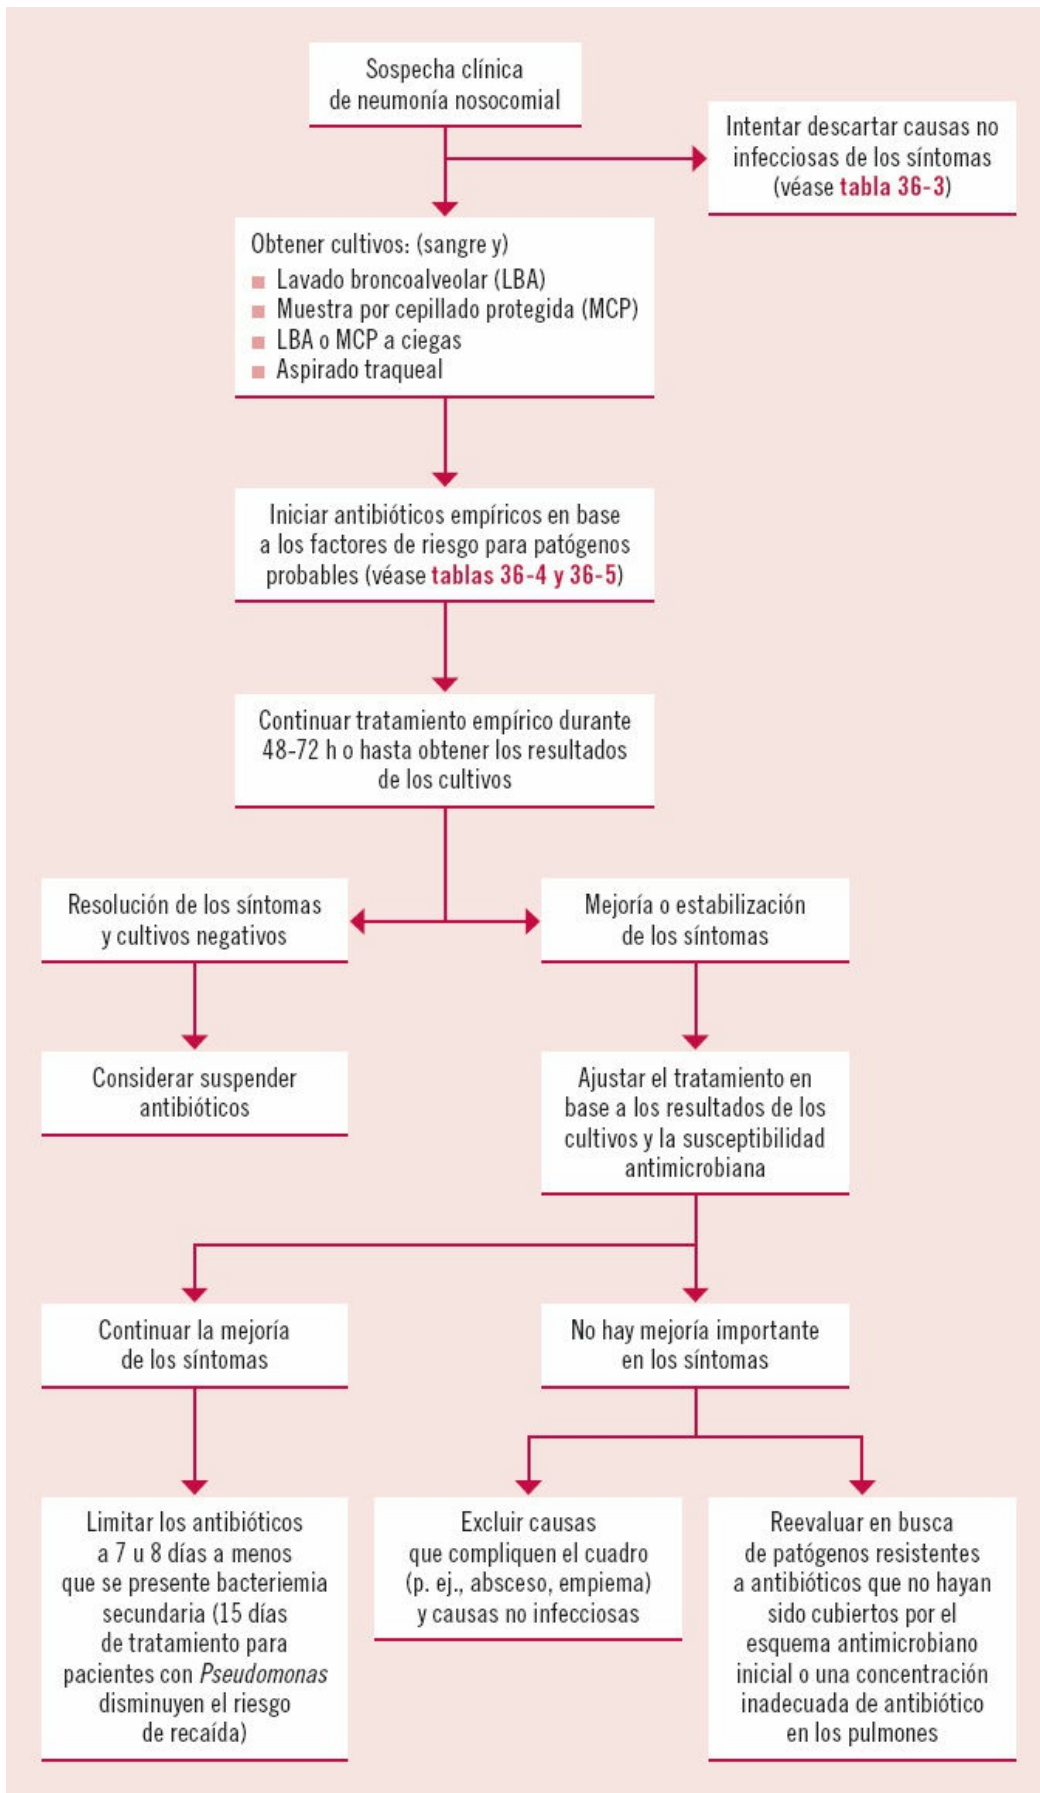 Sospecha clínica
de neumonía nosocomial
Intentar descartar causas no
infecciosas de los síntomas
(véase tabla 36-3)
Obtener cultivos: (sangre y)
Lavado broncoalveolar (LBA)
Muestra por cepillado protegida (MCP)
LBA o MCP a ciegas
Aspirado traqueal
Iniciar antibióticos empíricos en base
a los factores de riesgo para patógenos
probables (véase tablas 36-4 y 36-5)
Continuar tratamiento empírico durante
48-72 h o hasta obtener los resultados
de los cultivos
Resolución de los síntomas
y cultivos negativos
Mejoría o estabilización
de los síntomas
Considerar suspender
antibióticos
Ajustar el tratamiento en
base a los resultados de los
cultivos y la susceptibilidad
antimicrobiana
Continuar la mejoría
de los síntomas
No hay mejoría importante
en los síntomas
Limitar los antibióticos
a 7 u 8 días a menos
que se presente bacteriemia
secundaria (15 días
de tratamiento para
pacientes con Pseudomonas
disminuyen el riesgo
de recaída)
Excluir causas
que compliquen el cuadro
(p. ej., absceso, empiema)
y causas no infecciosas
Reevaluar en busca
de patógenos resistentes
a antibióticos que no hayan
sido cubiertos por el
esquema antimicrobiano
inicial o una concentración
inadecuada de antibiótico
en los pulmones